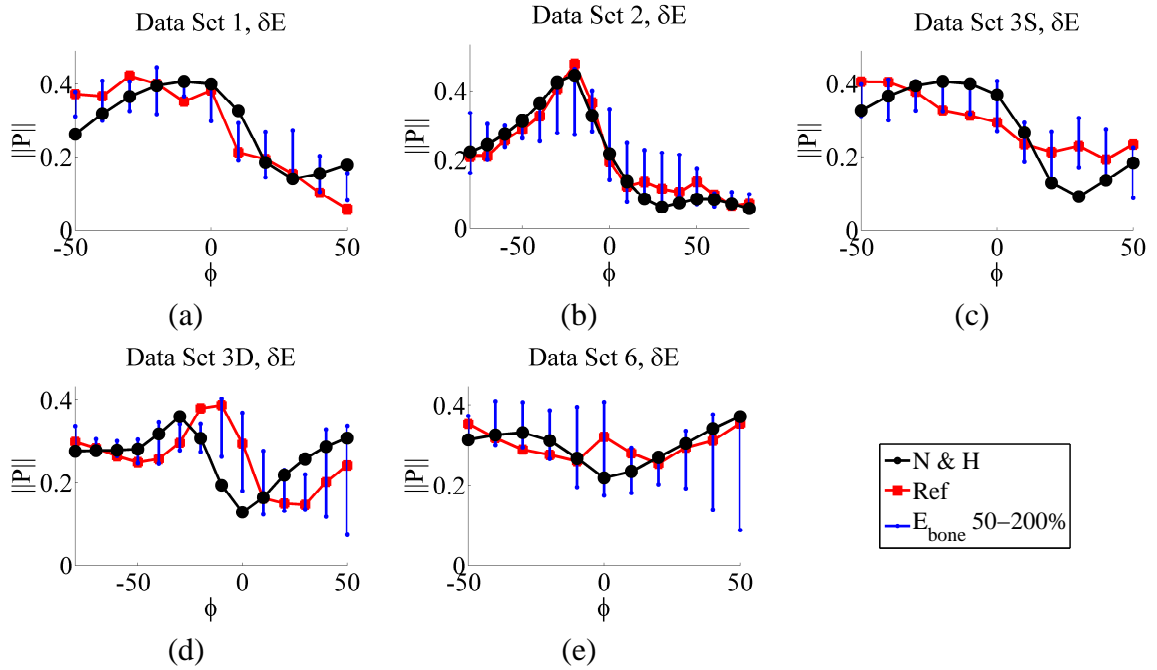 Data Sct 1, δE
0.4
0.2
0
||P||
-50
0
50
ϕ
(a)
Data Sct 2, δE
0.4
0.2
0
||P||
-50
0
50
ϕ
(b)
Data Sct 3S, δE
0.4
0.2
0
||P||
-50
0
50
ϕ
(c)
Data Sct 3D, δE
0.4
0.2
0
||P||
-50
0
50
ϕ
(d)
Data Sct 6, δE
0.4
0.2
0
||P||
-50
0
50
ϕ
(e)
N & H
Ref
E_bone 50–200%